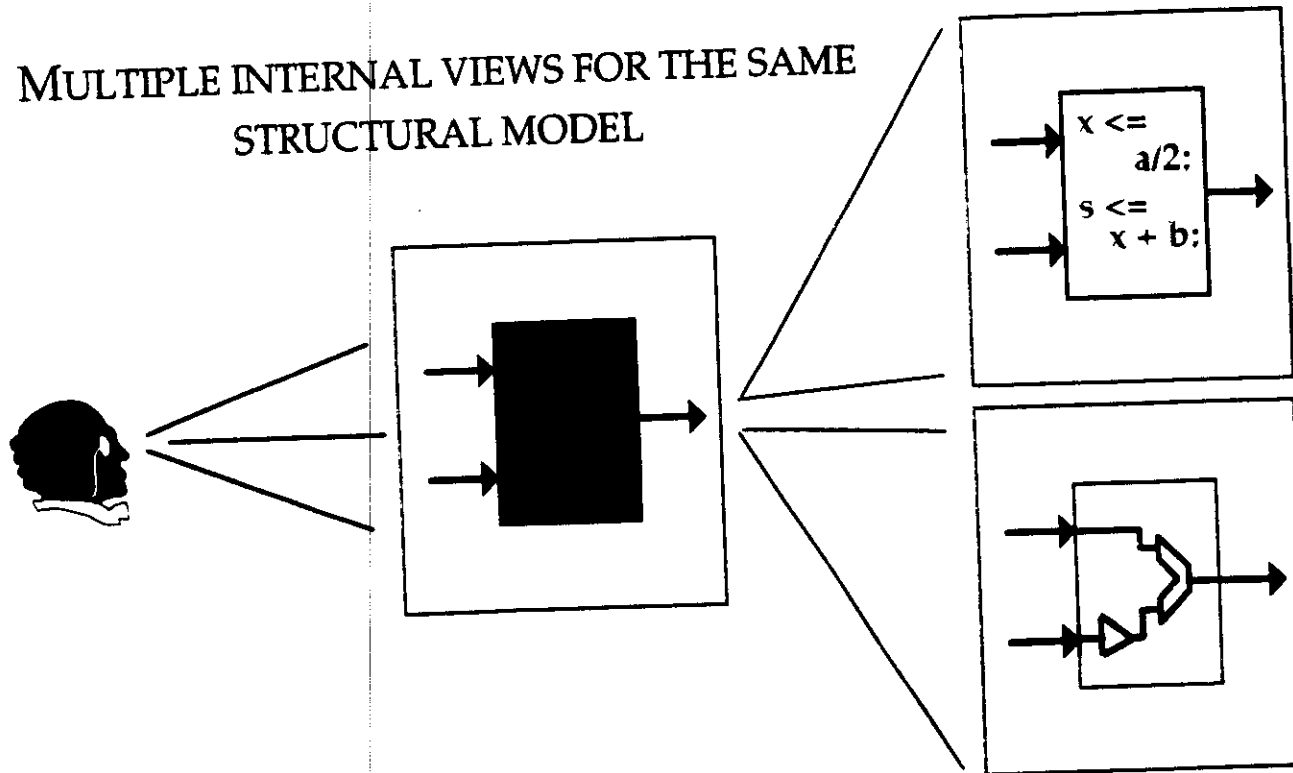 MULTIPLE INTERNAL VIEWS FOR THE SAME
STRUCTURAL MODEL
x <=
a/2;
s <=
x + b;